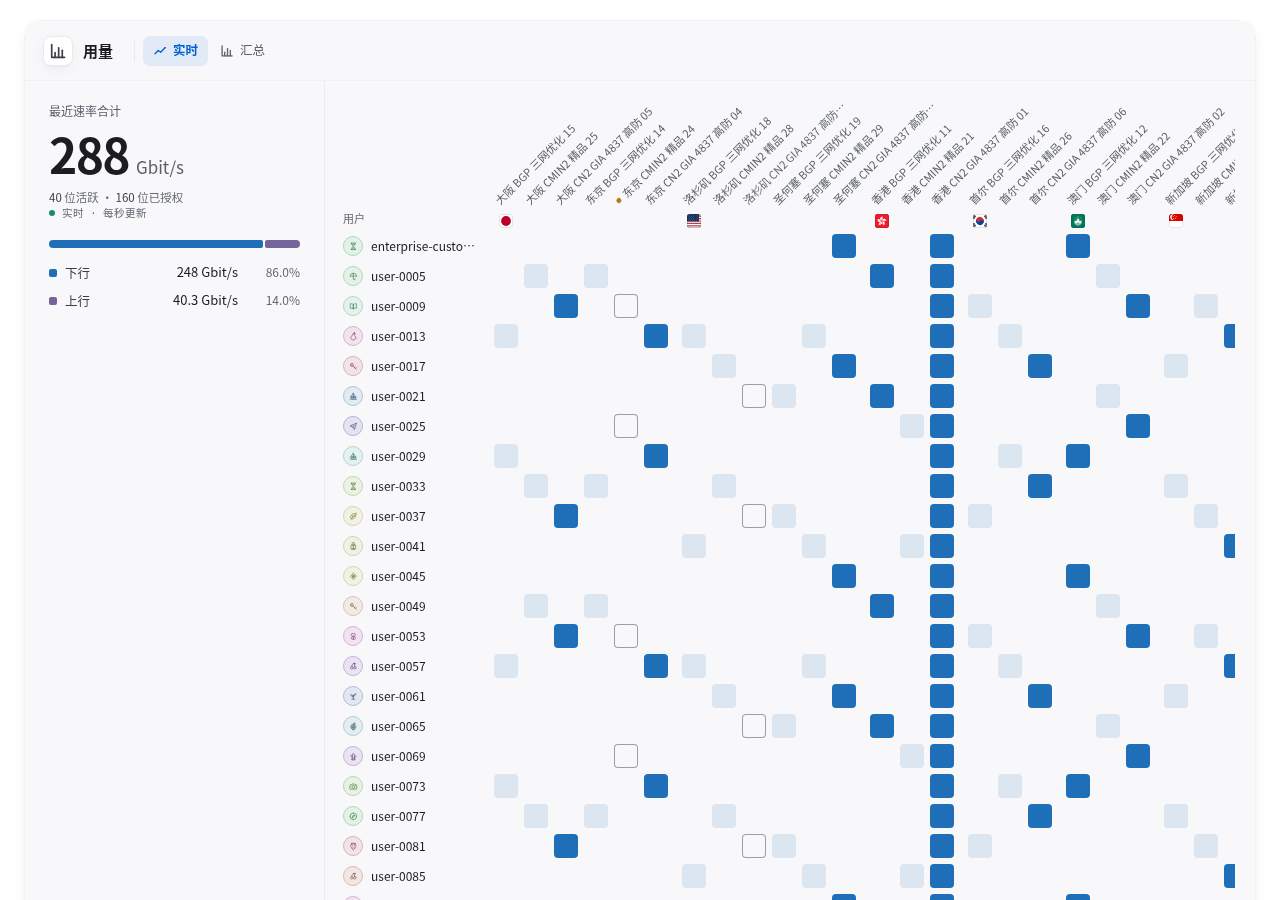 用量
实时
汇总
最近速率合计
288 Gbit/s
40 位活跃 · 160 位已授权
实时 · 每秒更新
下行 248 Gbit/s 86.0%
上行 40.3 Gbit/s 14.0%
用户
大阪 BGP 三网优化 15
大阪 CMIN2 精品 25
大阪 CN2 GIA 4837 高防 05
东京 BGP 三网优化 14
东京 CMIN2 精品 24
东京 CN2 GIA 4837 高防 04
洛杉矶 BGP 三网优化 18
洛杉矶 CMIN2 精品 28
洛杉矶 CN2 GIA 4837 高防…
圣何塞 BGP 三网优化 19
圣何塞 CMIN2 精品 29
圣何塞 CN2 GIA 4837 高防…
香港 BGP 三网优化 11
香港 CMIN2 精品 21
香港 CN2 GIA 4837 高防 01
首尔 BGP 三网优化 16
首尔 CMIN2 精品 26
首尔 CN2 GIA 4837 高防 06
澳门 BGP 三网优化 12
澳门 CMIN2 精品 22
澳门 CN2 GIA 4837 高防 02
新加坡 BGP 三网优
新加坡 CM
enterprise-custo…
user-0005
user-0009
user-0013
user-0017
user-0021
user-0025
user-0029
user-0033
user-0037
user-0041
user-0045
user-0049
user-0053
user-0057
user-0061
user-0065
user-0069
user-0073
user-0077
user-0081
user-0085